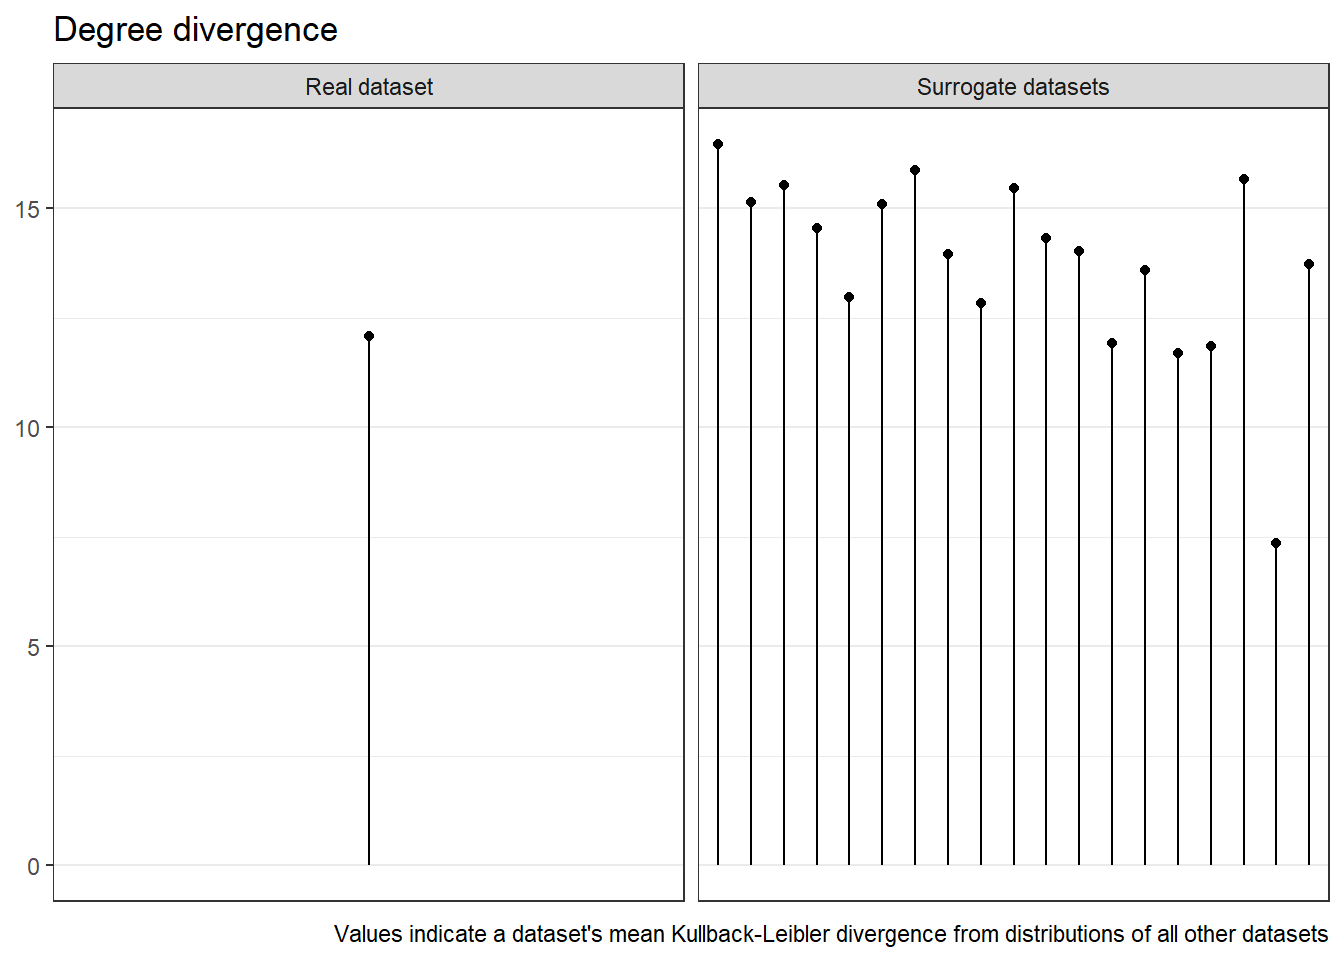 Degree divergence
Real dataset
Surrogate datasets
15
10
5
0
Values indicate a dataset's mean Kullback-Leibler divergence from distributions of all other datasets